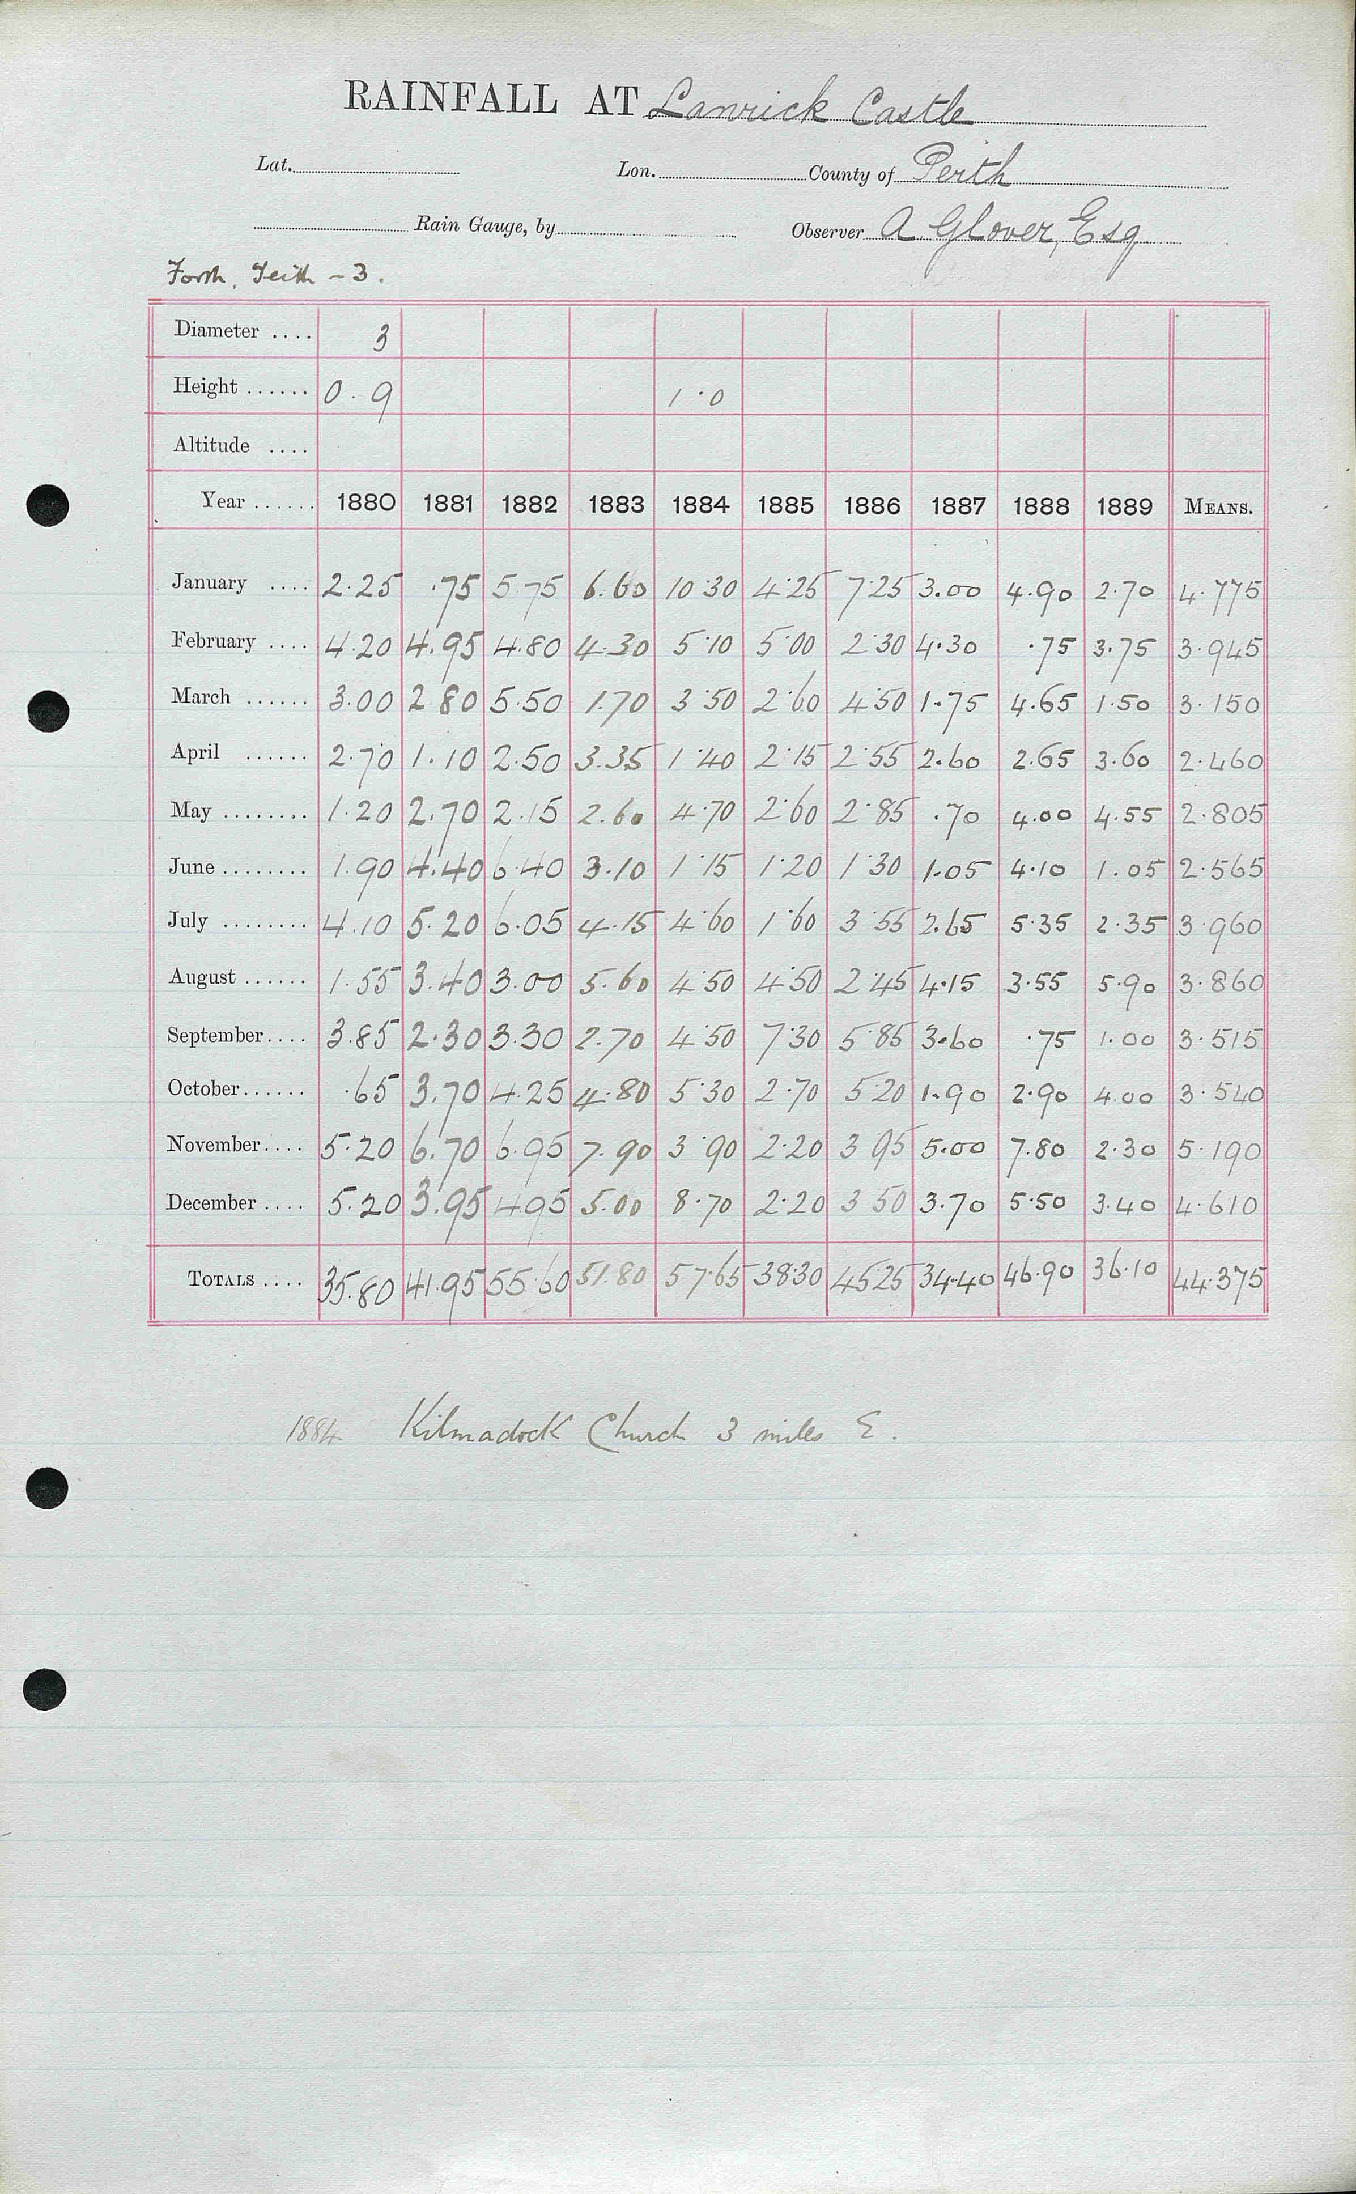 RAINFALL AT Lanrick Castle
Lat. Lon. County of Perth
Rain Gauge, by Observer A Glover, Esq
Forth, Teith - 3.
Diameter .... 3
Height ...... 0.9 1.0
Altitude ....
Year ...... 1880 1881 1882 1883 1884 1885 1886 1887 1888 1889 MEANS.
January .... 2.25 .75 5.75 6.60 10.30 4.25 7.25 3.00 4.90 2.70 4.775
February .... 4.20 4.95 4.80 4.30 5.10 5.00 2.30 4.30 .75 3.75 3.945
March ...... 3.00 2.80 5.50 1.70 3.50 2.60 4.50 1.75 4.65 1.50 3.150
April ...... 2.70 1.10 2.50 3.35 1.40 2.15 2.55 2.60 2.65 3.60 2.460
May ........ 1.20 2.70 2.15 2.60 4.70 2.60 2.85 .70 4.00 4.55 2.805
June ........ 1.90 4.40 6.40 3.10 1.15 1.20 1.30 1.05 4.10 1.05 2.565
July ........ 4.10 5.20 6.05 4.15 4.60 1.60 3.55 2.65 5.35 2.35 3.960
August ...... 1.55 3.40 3.00 5.60 4.50 4.50 2.45 4.15 3.55 5.90 3.860
September .... 3.85 2.30 3.30 2.70 4.50 7.30 5.85 3.60 .75 1.00 3.515
October ...... .65 3.70 4.25 4.80 5.30 2.70 5.20 1.90 2.90 4.00 3.540
November .... 5.20 6.70 6.95 7.90 3.90 2.20 3.95 5.00 7.80 2.30 5.190
December .... 5.20 3.95 4.95 5.00 8.70 2.20 3.50 3.70 5.50 3.40 4.610
TOTALS .... 35.80 41.95 55.60 51.80 57.65 38.30 45.25 34.40 46.90 36.10 44.375
1884 Kilmadock Church 3 miles E.